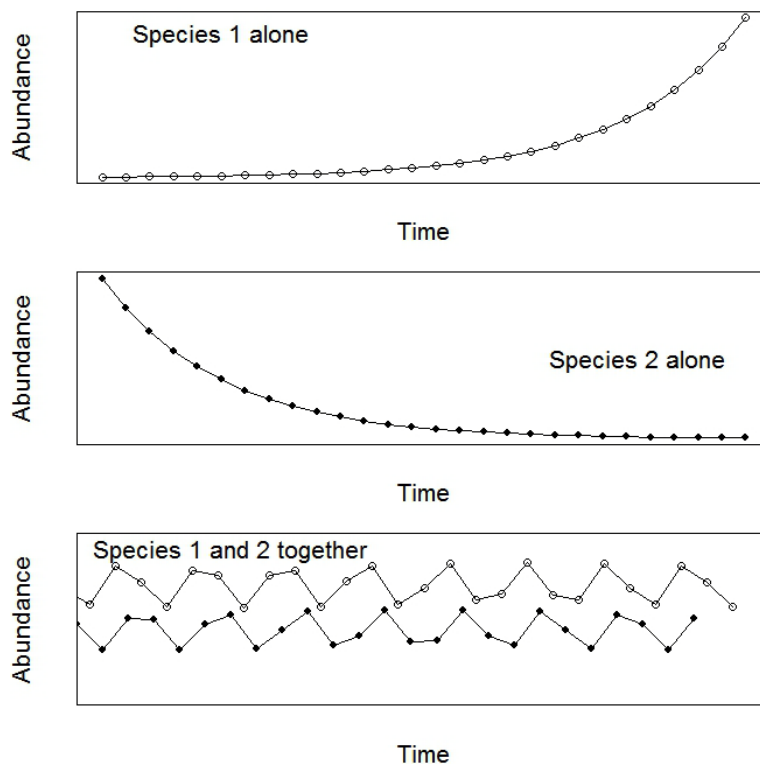 Species 1 alone
Abundance
Time
Species 2 alone
Abundance
Time
Species 1 and 2 together
Abundance
Time